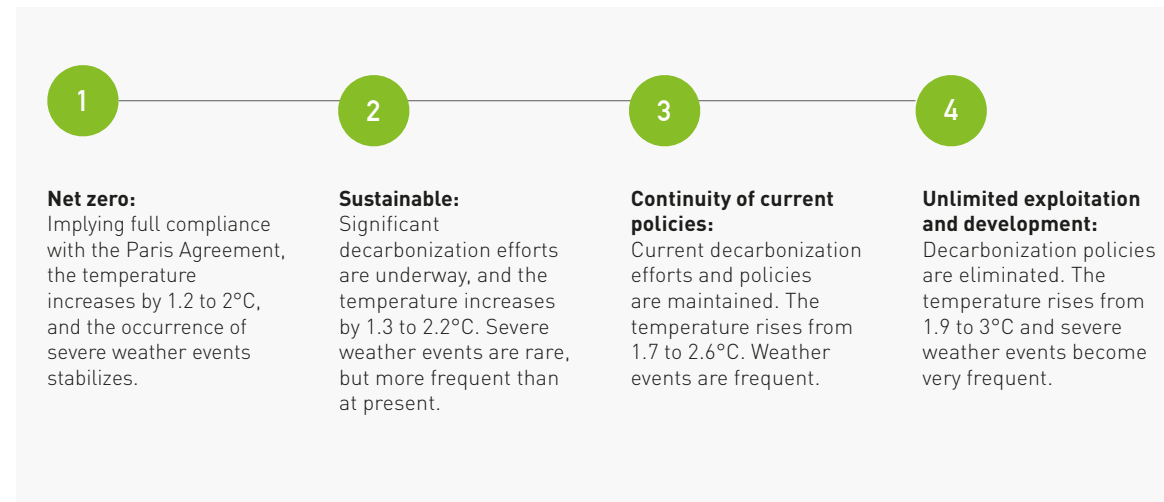 1
2
3
4
Net zero:
Implying full compliance
with the Paris Agreement,
the temperature
increases by 1.2 to 2°C,
and the occurrence of
severe weather events
stabilizes.
Sustainable:
Significant
decarbonization efforts
are underway, and the
temperature increases
by 1.3 to 2.2°C. Severe
weather events are rare,
but more frequent than
at present.
Continuity of current
policies:
Current decarbonization
efforts and policies
are maintained. The
temperature rises from
1.7 to 2.6°C. Weather
events are frequent.
Unlimited exploitation
and development:
Decarbonization policies
are eliminated. The
temperature rises from
1.9 to 3°C and severe
weather events become
very frequent.